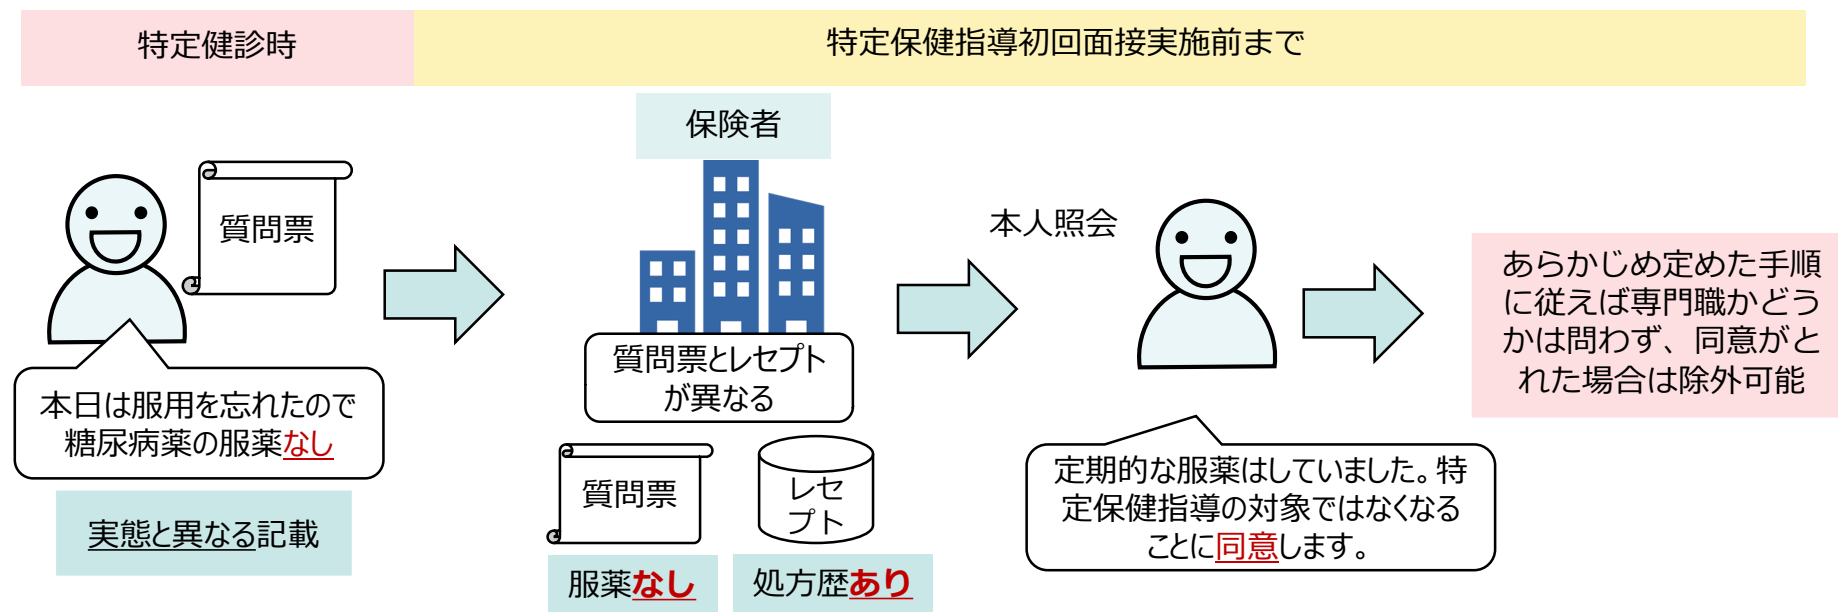 特定健診時
特定保健指導初回面接実施前まで
質問票
本日は服用を忘れたので
糖尿病薬の服薬なし
実態と異なる記載
保険者
質問票とレセプト
が異なる
質問票
レセ
プト
服薬なし
処方歴あり
本人照会
定期的な服薬はしていました。特
定保健指導の対象ではなくなる
ことに同意します。
あらかじめ定めた手順
に従えば専門職かどう
かは問わず、同意がと
れた場合は除外可能